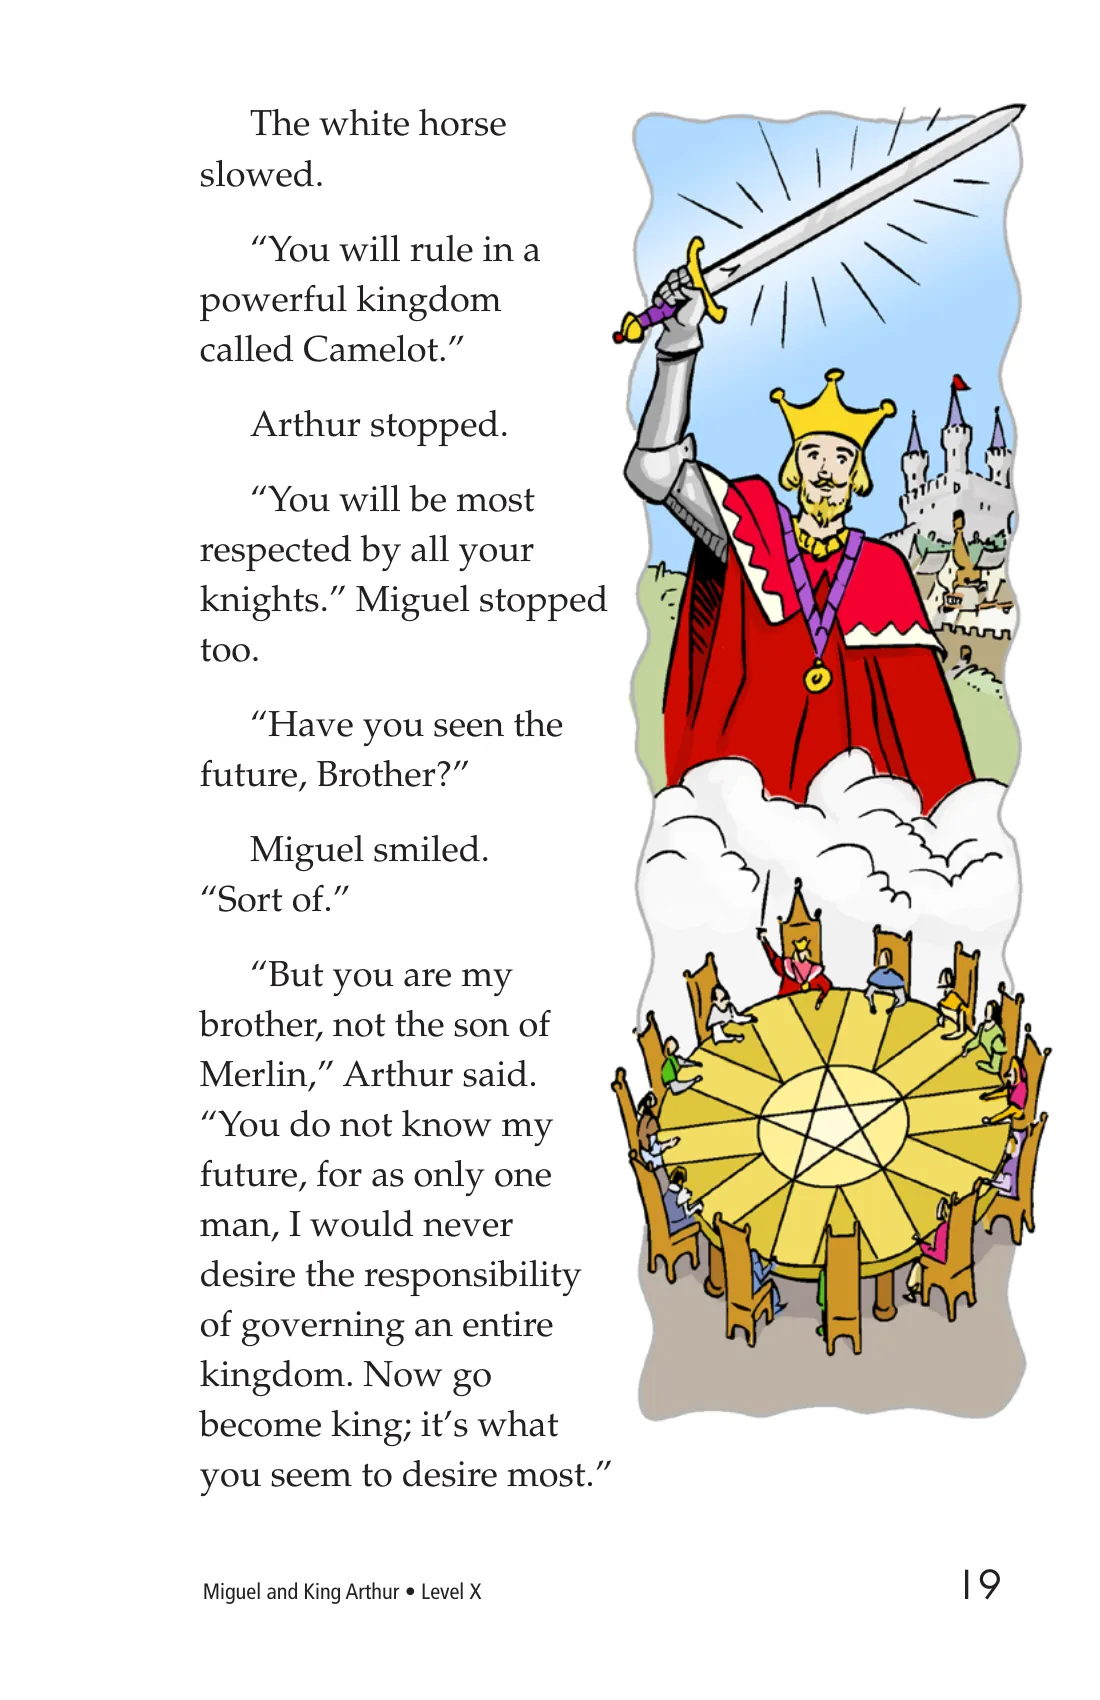 The white horse
slowed.
“You will rule in a
powerful kingdom
called Camelot.”
Arthur stopped.
“You will be most
respected by all your
knights.” Miguel stopped
too.
“Have you seen the
future, Brother?”
Miguel smiled.
“Sort of.”
“But you are my
brother, not the son of
Merlin,” Arthur said.
“You do not know my
future, for as only one
man, I would never
desire the responsibility
of governing an entire
kingdom. Now go
become king; it’s what
you seem to desire most.”
Miguel and King Arthur • Level X
19